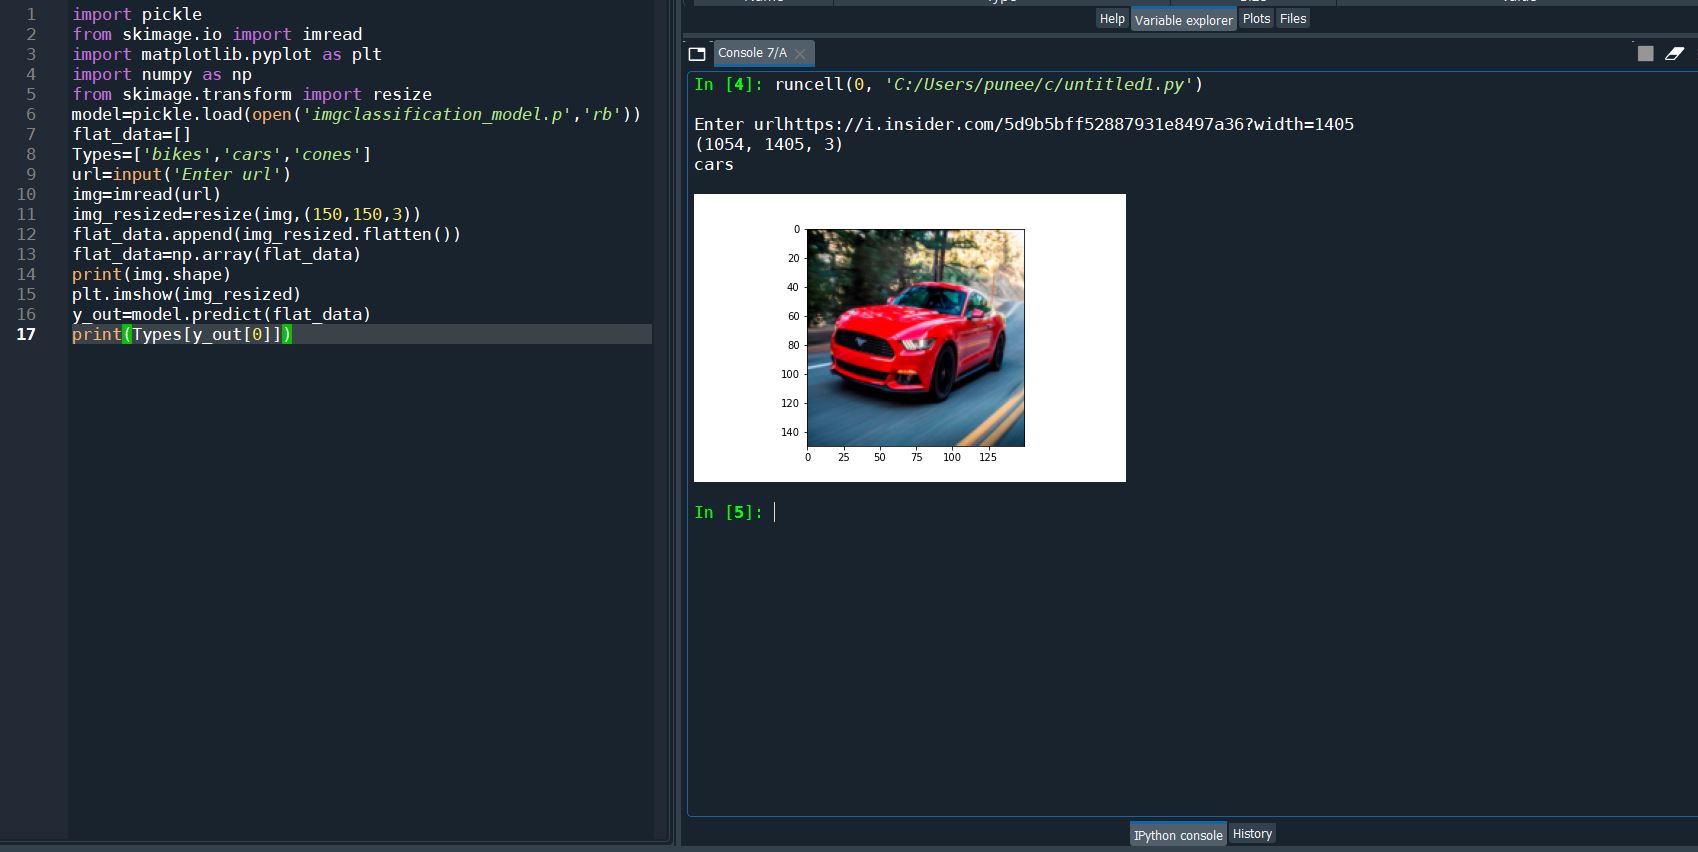 1 import pickle
2 from skimage.io import imread
3 import matplotlib.pyplot as plt
4 import numpy as np
5 from skimage.transform import resize
6 model=pickle.load(open('imgclassification_model.p','rb'))
7 flat_data=[]
8 Types=['bikes','cars','cones']
9 url=input('Enter url')
10 img=imread(url)
11 img_resized=resize(img,(150,150,3))
12 flat_data.append(img_resized.flatten())
13 flat_data=np.array(flat_data)
14 print(img.shape)
15 plt.imshow(img_resized)
16 y_out=model.predict(flat_data)
17 print(Types[y_out[0]])
Help Variable explorer Plots Files
Console 7/A
In [4]: runcell(0, 'C:/Users/punee/c/untitled1.py')
Enter urlhttps://i.insider.com/5d9b5bff52887931e8497a36?width=1405
(1054, 1405, 3)
cars
0
20
40
60
80
100
120
140
0 25 50 75 100 125
In [5]:
IPython console History